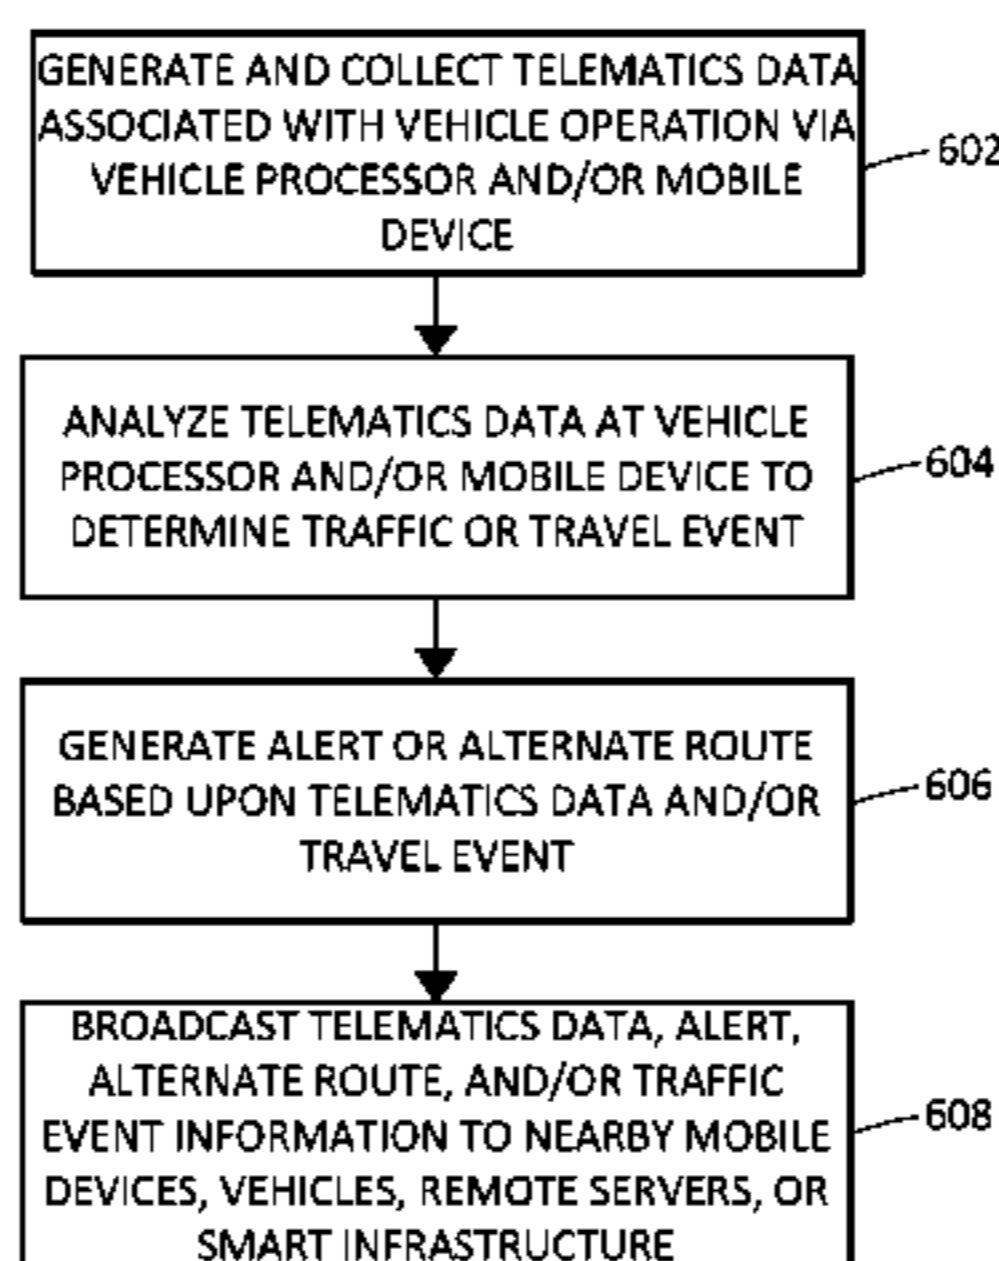 GENERATE AND COLLECT TELEMATICS DATA
ASSOCIATED WITH VEHICLE OPERATION VIA
VEHICLE PROCESSOR AND/OR MOBILE
DEVICE
602
ANALYZE TELEMATICS DATA AT VEHICLE
PROCESSOR AND/OR MOBILE DEVICE TO
DETERMINE TRAFFIC OR TRAVEL EVENT
604
GENERATE ALERT OR ALTERNATE ROUTE
BASED UPON TELEMATICS DATA AND/OR
TRAVEL EVENT
606
BROADCAST TELEMATICS DATA, ALERT,
ALTERNATE ROUTE, AND/OR TRAFFIC
EVENT INFORMATION TO NEARBY MOBILE
DEVICES, VEHICLES, REMOTE SERVERS, OR
SMART INFRASTRUCTURE
608